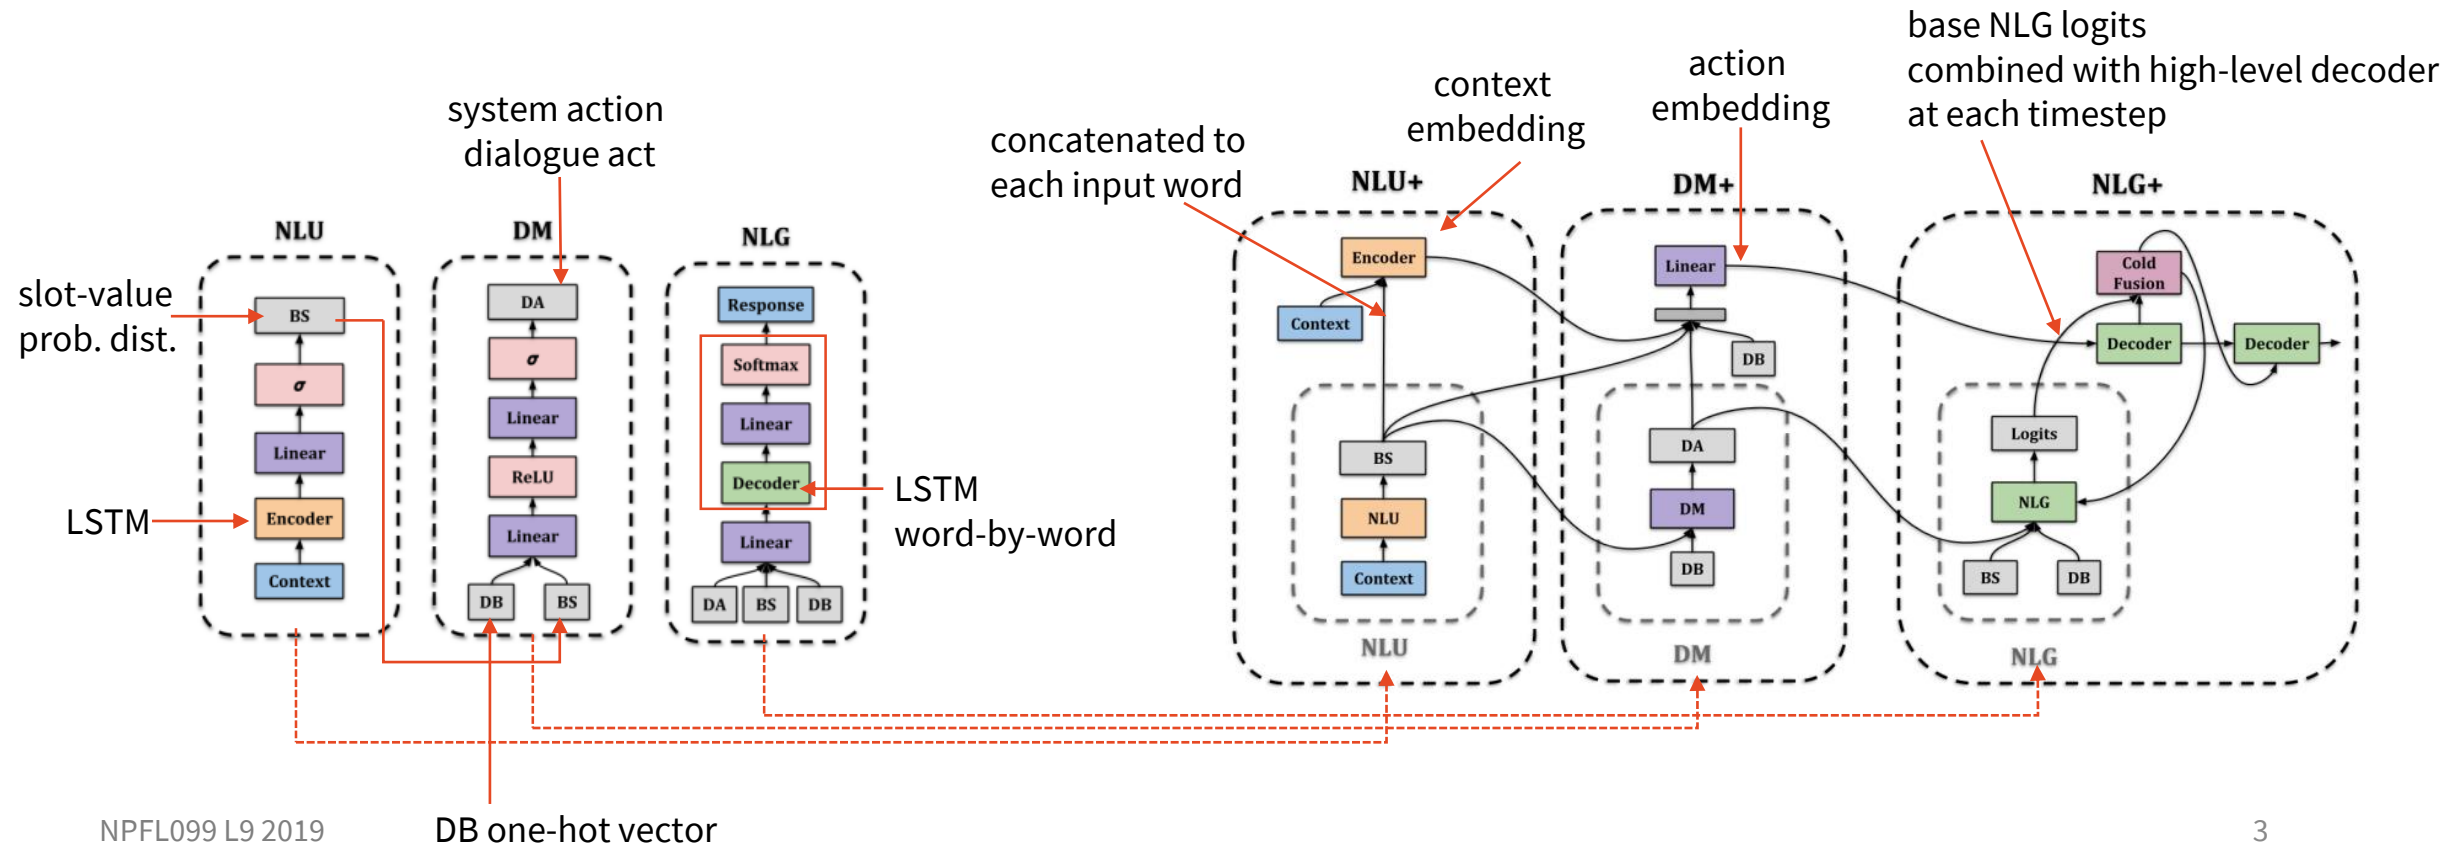 base NLG logits
combined with high-level decoder
at each timestep
action
embedding
context
embedding
system action
dialogue act
concatenated to
each input word
slot-value
prob. dist.
LSTM
NLU
BS
σ
Linear
Encoder
Context
DM
DA
σ
Linear
ReLU
Linear
DB
BS
NLG
Response
Softmax
Linear
Decoder
Linear
DA
BS
DB
LSTM
word-by-word
NLU+
Encoder
Context
BS
NLU
Context
NLU
DM+
Linear
DB
DA
DM
DB
DM
NLG+
Cold
Fusion
Decoder
Decoder
Logits
NLG
BS
DB
NLG
DB one-hot vector
NPFL099 L9 2019
3